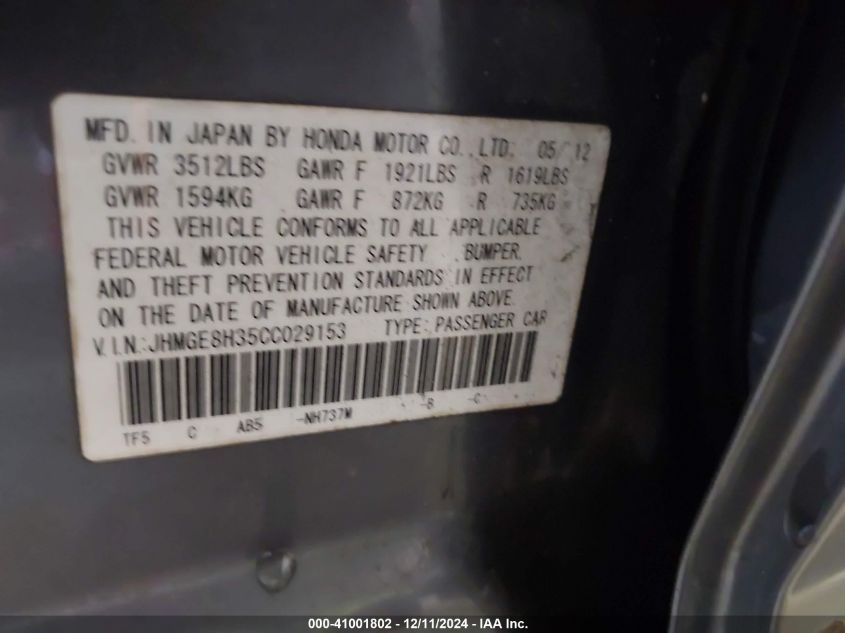 MFD. IN JAPAN BY HONDA MOTOR CO.,LTD. 05/12
GVWR 3512LBS GAWR F 1921LBS R 1619LBS
GVWR 1594KG GAWR F 872KG R 735KG
THIS VEHICLE CONFORMS TO ALL APPLICABLE
FEDERAL MOTOR VEHICLE SAFETY , BUMPER,
AND THEFT PREVENTION STANDARDS IN EFFECT
ON THE DATE OF MANUFACTURE SHOWN ABOVE.
V.I.N.:JHMGE8H35CC029153 TYPE: PASSENGER CAR
TF5 C AB5 -NH737M -B -C
000-41001802 - 12/11/2024 - IAA Inc.